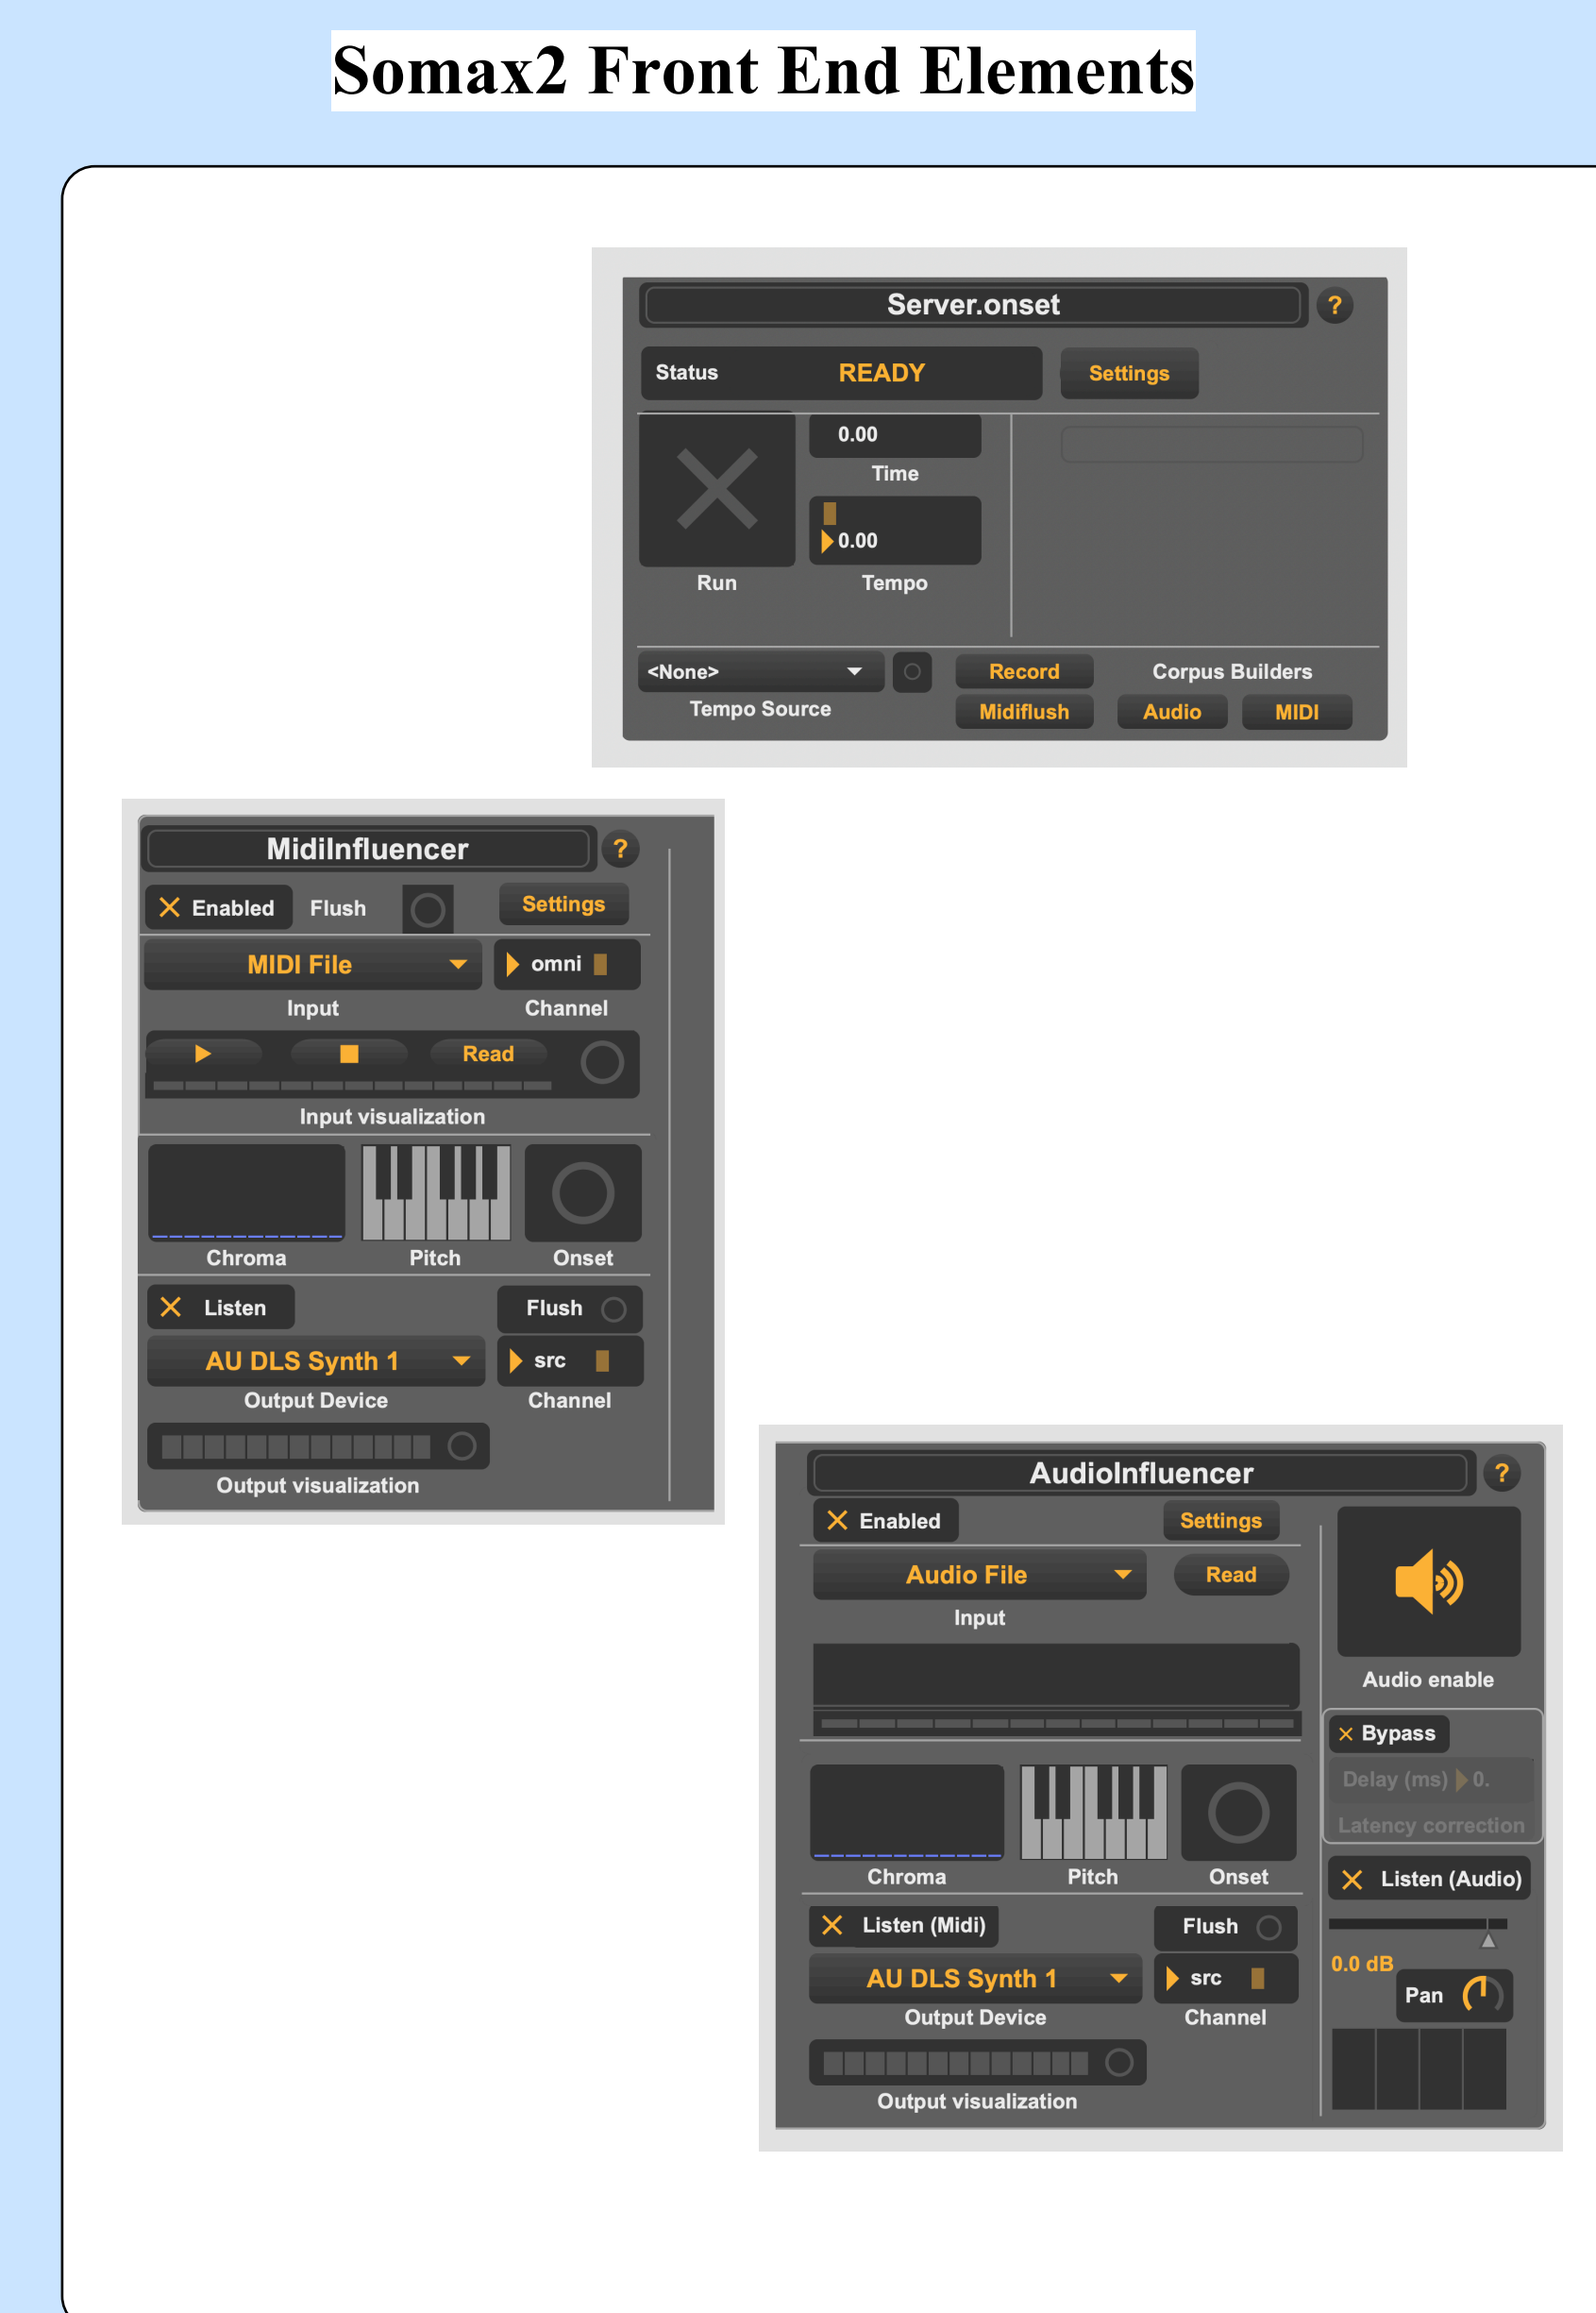 Somax2 Front End Elements
Server.onset ?
Status READY Settings
0.00
Time
0.00
Run Tempo
<None> Record Corpus Builders
Tempo Source Midiflush Audio MIDI
MidiInfluencer ?
Enabled Flush Settings
MIDI File omni
Input Channel
Read
Input visualization
Chroma Pitch Onset
Listen Flush
AU DLS Synth 1 src
Output Device Channel
Output visualization
AudioInfluencer ?
Enabled Settings
Audio File Read
Input
Audio enable
Bypass
Delay (ms) 0.
Latency correction
Chroma Pitch Onset
Listen (Audio)
Listen (Midi) Flush
0.0 dB
AU DLS Synth 1 src Pan
Output Device Channel
Output visualization